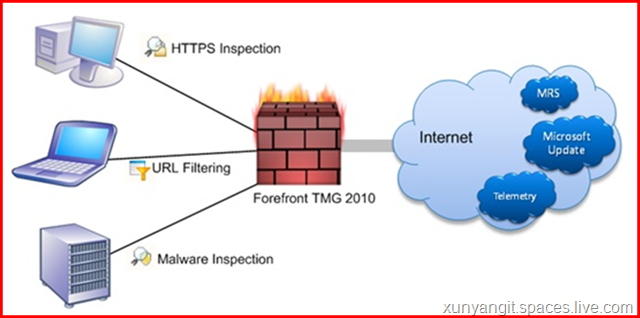 HTTPS Inspection
URL Filtering
Malware Inspection
Forefront TMG 2010
Internet
MRS
Microsoft
Update
Telemetry
xunyangit.spaces.live.com